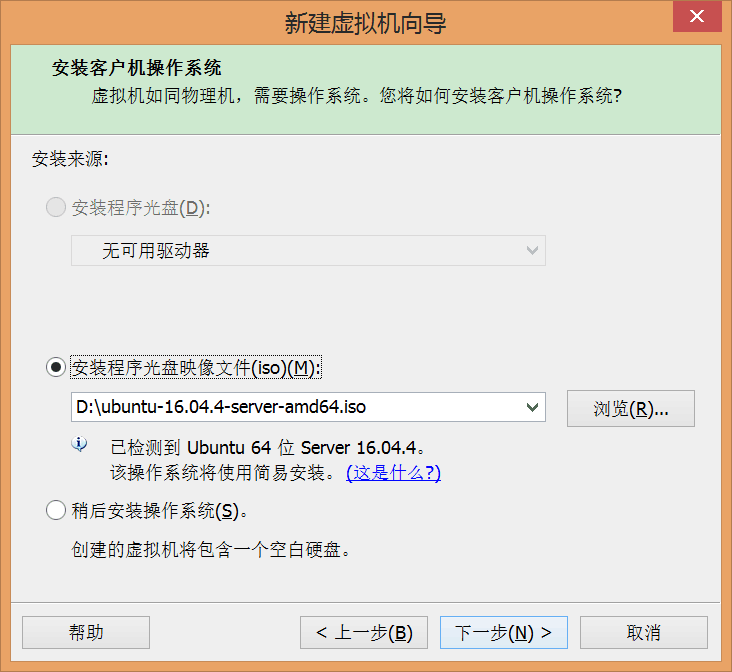 新建虚拟机向导
安装客户机操作系统
虚拟机如同物理机，需要操作系统。您将如何安装客户机操作系统?
安装来源:
安装程序光盘(D):
无可用驱动器
安装程序光盘映像文件(iso)(M):
D:\ubuntu-16.04.4-server-amd64.iso
浏览(R)...
已检测到 Ubuntu 64 位 Server 16.04.4。
该操作系统将使用简易安装。 (这是什么?)
稍后安装操作系统(S)。
创建的虚拟机将包含一个空白硬盘。
帮助
< 上一步(B)
下一步(N) >
取消